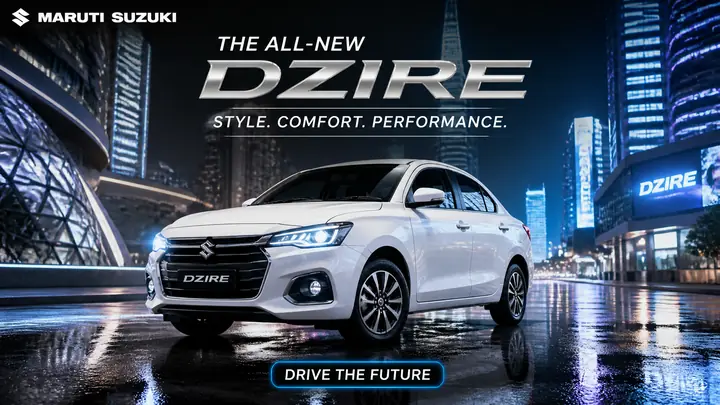 MARUTI SUZUKI
THE ALL-NEW
DZIRE
STYLE. COMFORT. PERFORMANCE.
DZIRE
DZIRE
DRIVE THE FUTURE